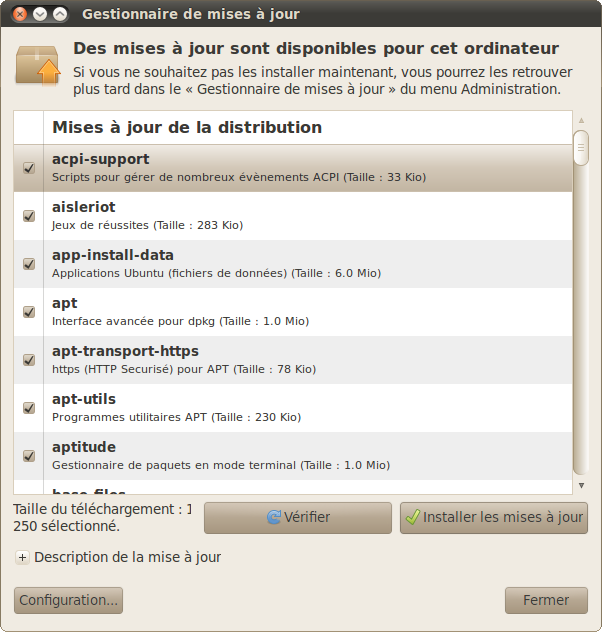 Gestionnaire de mises à jour
Des mises à jour sont disponibles pour cet ordinateur
Si vous ne souhaitez pas les installer maintenant, vous pourrez les retrouver
plus tard dans le « Gestionnaire de mises à jour » du menu Administration.
Mises à jour de la distribution
acpi-support
Scripts pour gérer de nombreux évènements ACPI (Taille : 33 Kio)
aisleriot
Jeux de réussites (Taille : 283 Kio)
app-install-data
Applications Ubuntu (fichiers de données) (Taille : 6.0 Mio)
apt
Interface avancée pour dpkg (Taille : 1.0 Mio)
apt-transport-https
https (HTTP Securisé) pour APT (Taille : 78 Kio)
apt-utils
Programmes utilitaires APT (Taille : 230 Kio)
aptitude
Gestionnaire de paquets en mode terminal (Taille : 1.0 Mio)
base-files
Taille du téléchargement : 1
250 sélectionné.
Vérifier
Installer les mises à jour
Description de la mise à jour
Configuration...
Fermer